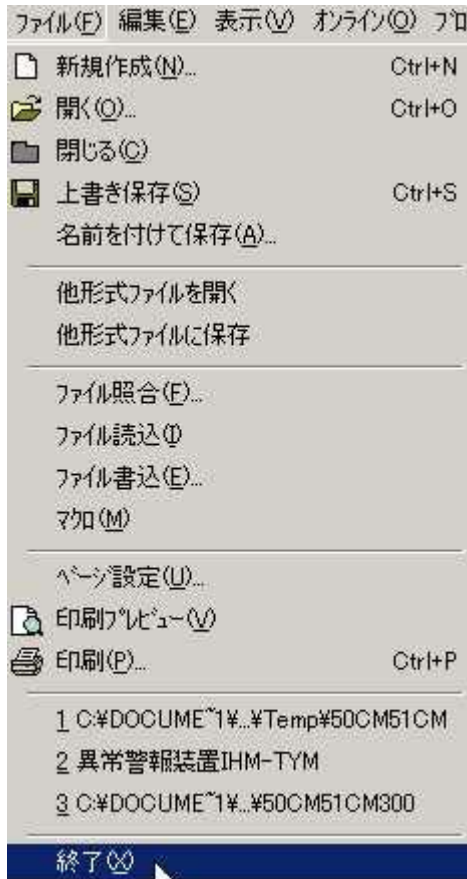 ﾌｧｲﾙ(F) 編集(E) 表示(V) ｵﾝﾗｲﾝ(O) ﾌﾟﾛ
新規作成(N)... Ctrl+N
開く(O)... Ctrl+O
閉じる(C)
上書き保存(S) Ctrl+S
名前を付けて保存(A)...
他形式ﾌｧｲﾙを開く
他形式ﾌｧｲﾙに保存
ﾌｧｲﾙ照合(F)...
ﾌｧｲﾙ読込(I)
ﾌｧｲﾙ書込(E)...
ﾏｸﾛ(M)
ﾍﾟｰｼﾞ設定(U)...
印刷ﾌﾟﾚﾋﾞｭｰ(V)
印刷(P)... Ctrl+P
1 C:¥DOCUME~1¥...¥Temp¥50CM51CM
2 異常警報装置IHM-TYM
3 C:¥DOCUME~1¥...¥50CM51CM300
終了(X)